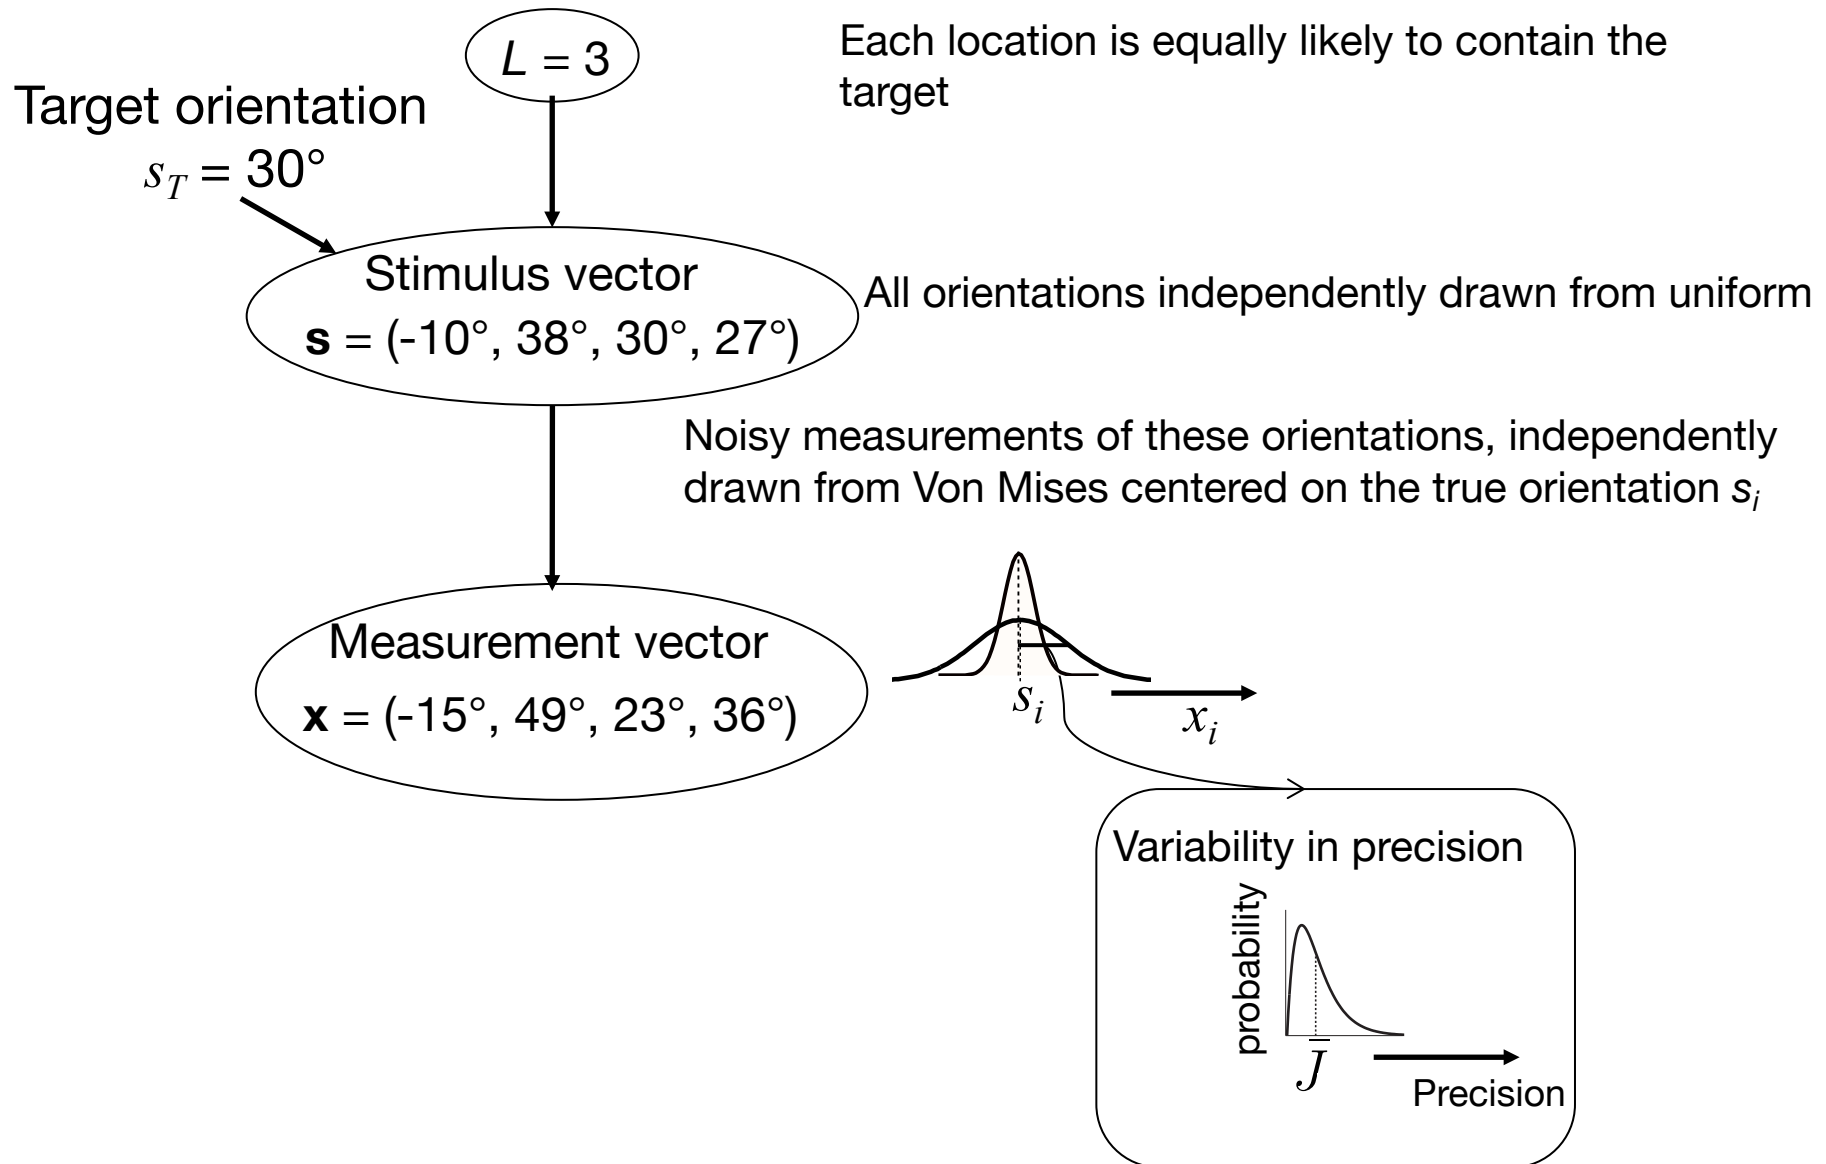 L = 3
Each location is equally likely to contain the
target
Target orientation
s_T = 30°
Stimulus vector
s = (-10°, 38°, 30°, 27°)
All orientations independently drawn from uniform
Noisy measurements of these orientations, independently
drawn from Von Mises centered on the true orientation s_i
Measurement vector
x = (-15°, 49°, 23°, 36°)
s_i
x_i
Variability in precision
probability
J̄
Precision